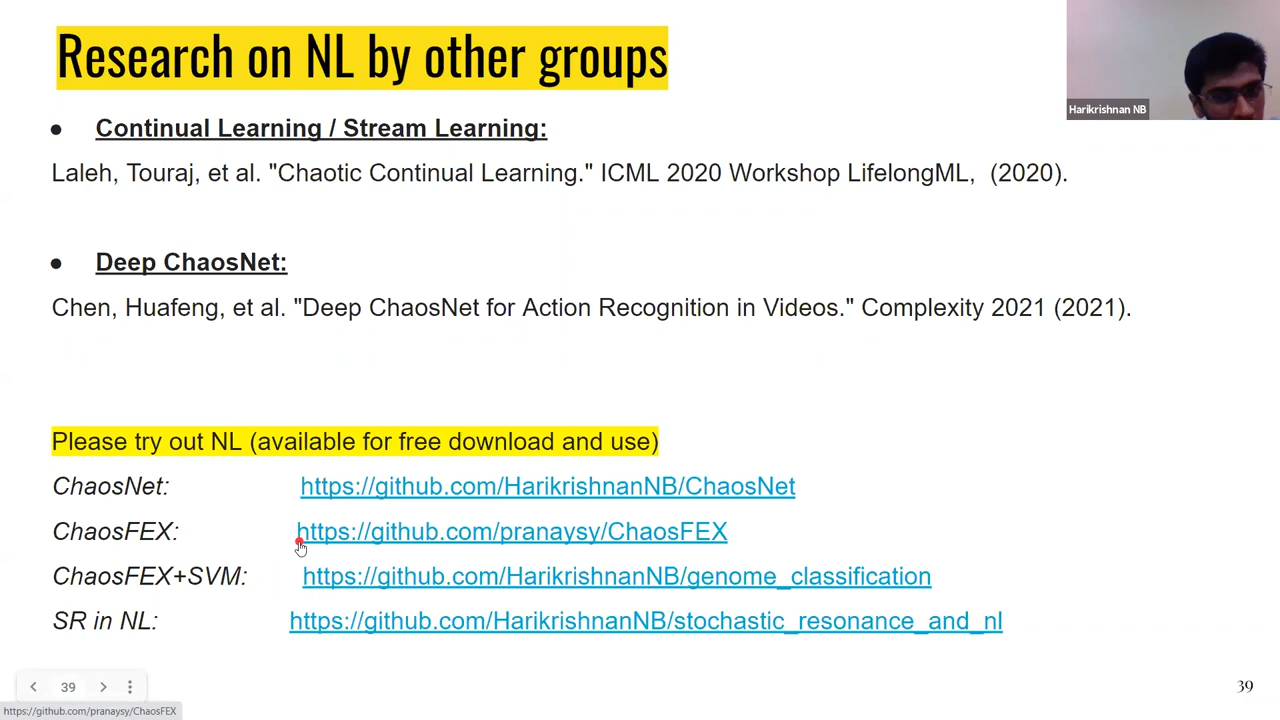 Research on NL by other groups
Harikrishnan NB
● Continual Learning / Stream Learning:
Laleh, Touraj, et al. "Chaotic Continual Learning." ICML 2020 Workshop LifelongML, (2020).
● Deep ChaosNet:
Chen, Huafeng, et al. "Deep ChaosNet for Action Recognition in Videos." Complexity 2021 (2021).
Please try out NL (available for free download and use)
ChaosNet: https://github.com/HarikrishnanNB/ChaosNet
ChaosFEX: https://github.com/pranaysy/ChaosFEX
ChaosFEX+SVM: https://github.com/HarikrishnanNB/genome_classification
SR in NL: https://github.com/HarikrishnanNB/stochastic_resonance_and_nl
39
39
https://github.com/pranaysy/ChaosFEX